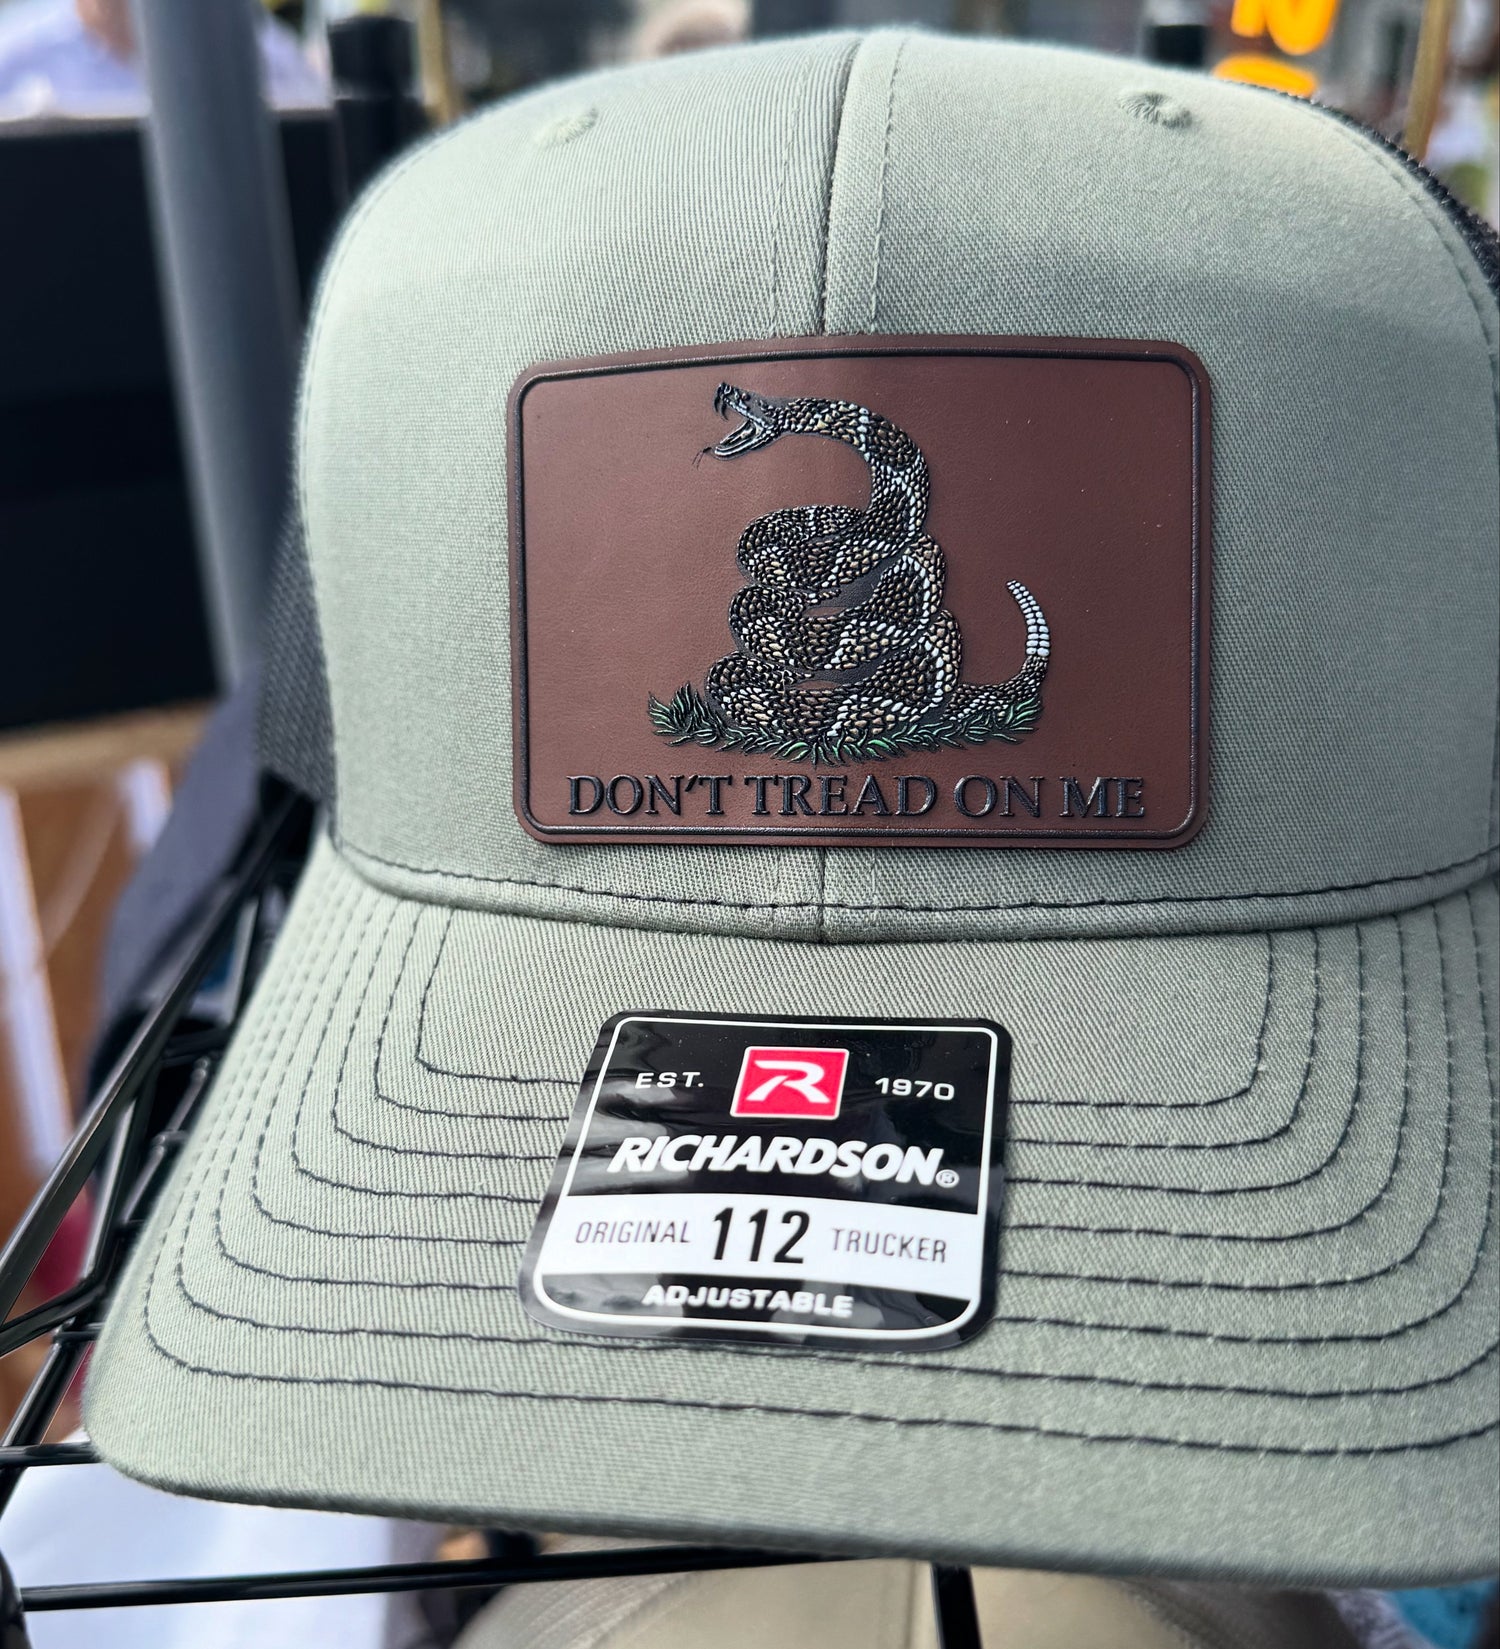 DON'T TREAD ON ME
EST. R 1970
RICHARDSON®
ORIGINAL 112 TRUCKER
ADJUSTABLE